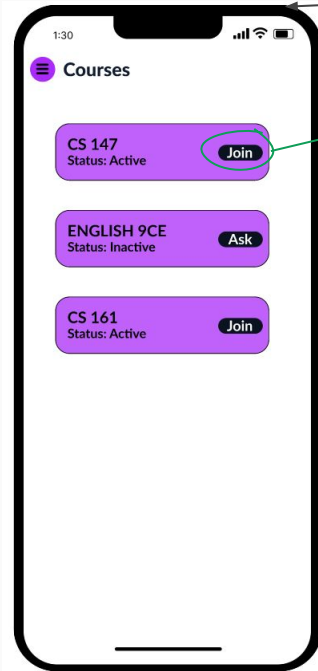 1:30
Courses
CS 147
Status: Active
Join
ENGLISH 9CE
Status: Inactive
Ask
CS 161
Status: Active
Join